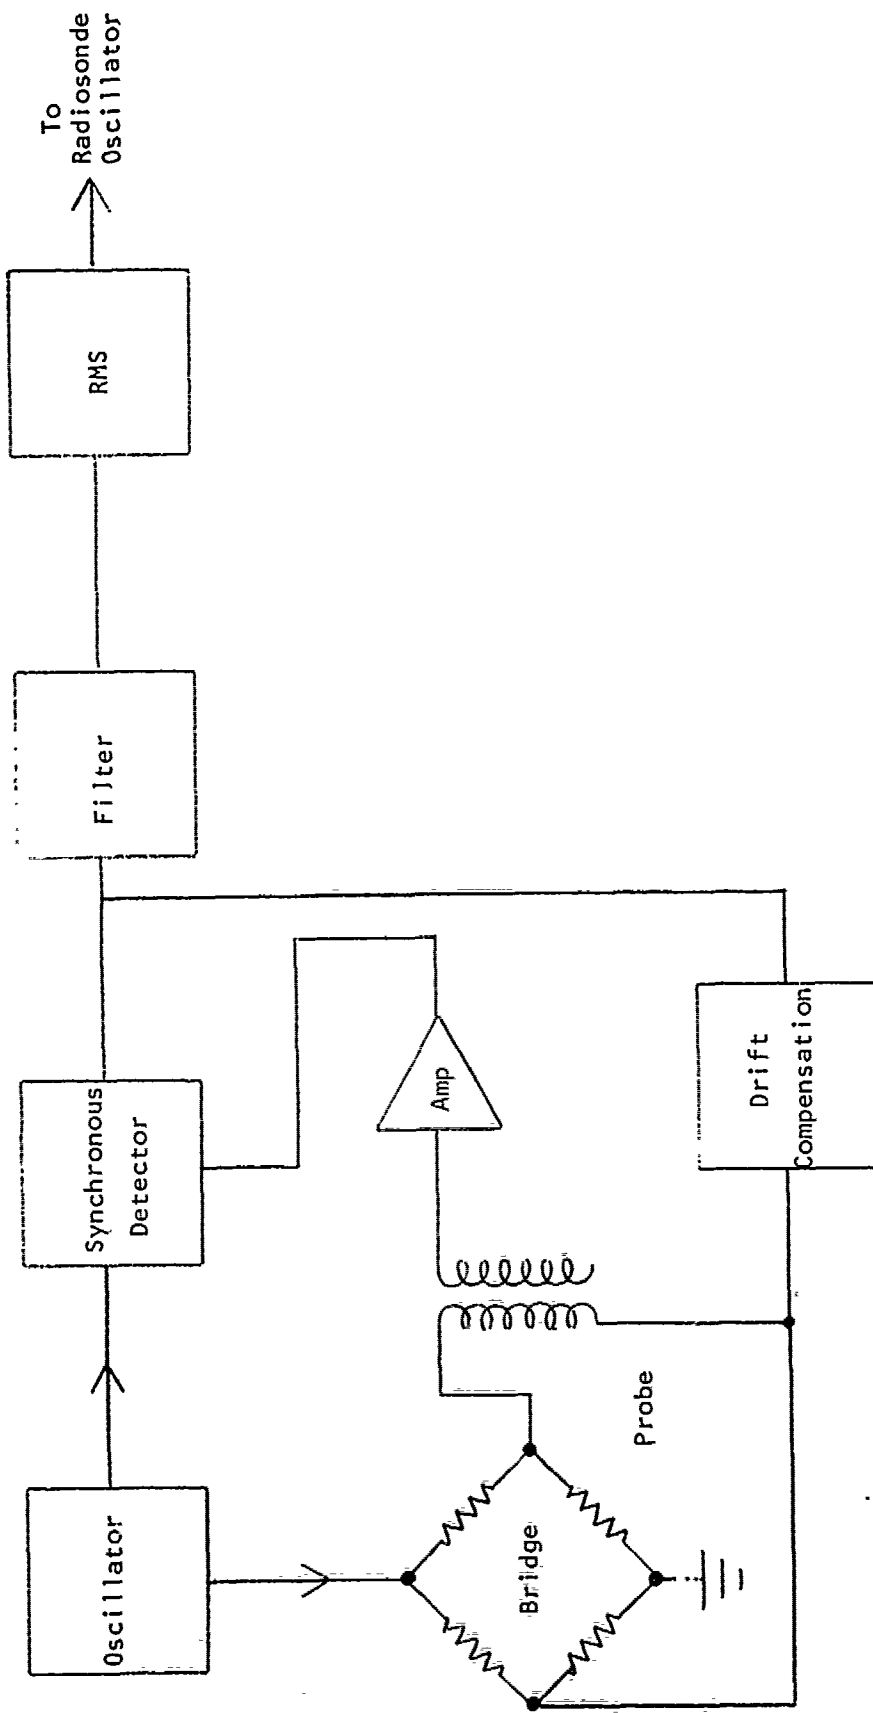 Oscillator
Synchronous
Detector
Filter
RMS
To
Radiosonde
Oscillator
Bridge
Probe
Amp
Drift
Compensation